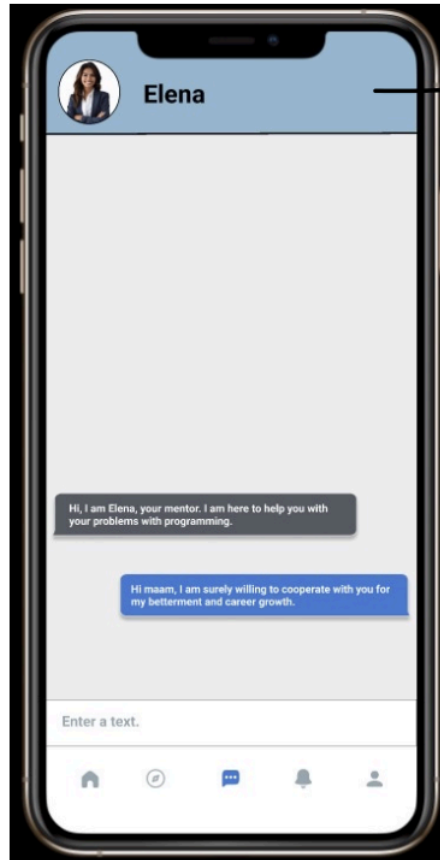 Elena
Hi, I am Elena, your mentor. I am here to help you with
your problems with programming.
Hi maam, I am surely willing to cooperate with you for
my betterment and career growth.
Enter a text.